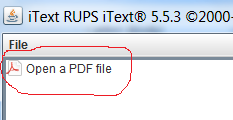 iText RUPS iText® 5.5.3 ©2000-
File
Open a PDF file